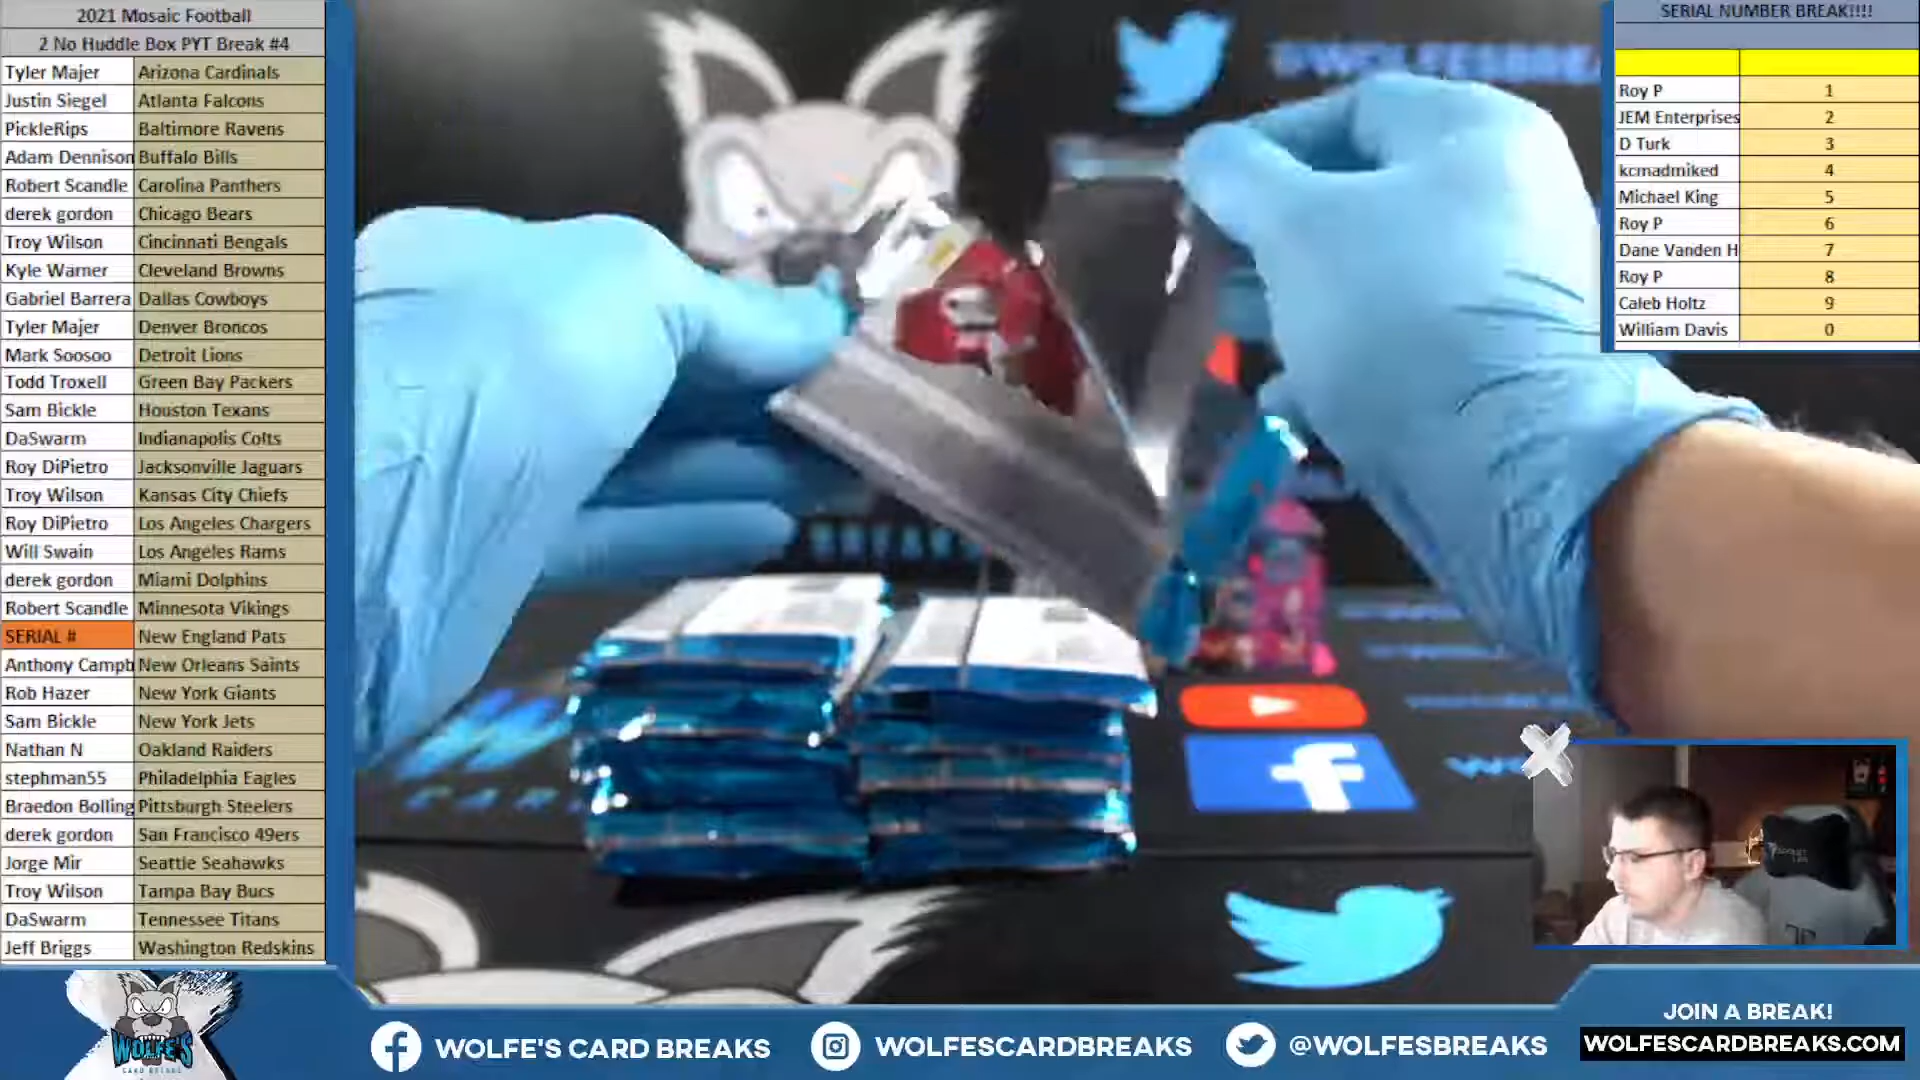 2021 Mosaic Football
2 No Huddle Box PYT Break #4
Tyler Majer Arizona Cardinals
Justin Siegel Atlanta Falcons
PickleRips Baltimore Ravens
Adam Dennison Buffalo Bills
Robert Scandle Carolina Panthers
derek gordon Chicago Bears
Troy Wilson Cincinnati Bengals
Kyle Warner Cleveland Browns
Gabriel Barrera Dallas Cowboys
Tyler Majer Denver Broncos
Mark Soosoo Detroit Lions
Todd Troxell Green Bay Packers
Sam Bickle Houston Texans
DaSwarm Indianapolis Colts
Roy DiPietro Jacksonville Jaguars
Troy Wilson Kansas City Chiefs
Roy DiPietro Los Angeles Chargers
Will Swain Los Angeles Rams
derek gordon Miami Dolphins
Robert Scandle Minnesota Vikings
SERIAL # New England Pats
Anthony Campb New Orleans Saints
Rob Hazer New York Giants
Sam Bickle New York Jets
Nathan N Oakland Raiders
stephman55 Philadelphia Eagles
Braedon Bolling Pittsburgh Steelers
derek gordon San Francisco 49ers
Jorge Mir Seattle Seahawks
Troy Wilson Tampa Bay Bucs
DaSwarm Tennessee Titans
Jeff Briggs Washington Redskins
@WOLFESBREA
SERIAL NUMBER BREAK!!!!
Roy P 1
JEM Enterprises 2
D Turk 3
kcmadmiked 4
Michael King 5
Roy P 6
Dane Vanden H 7
Roy P 8
Caleb Holtz 9
William Davis 0
WOLFE'S
CARD BREAKS
WOLFE'S CARD BREAKS
WOLFESCARDBREAKS
@WOLFESBREAKS
JOIN A BREAK!
WOLFESCARDBREAKS.COM